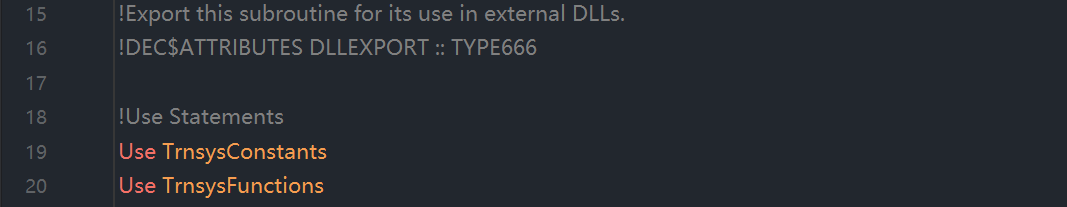 15 !Export this subroutine for its use in external DLLs.
16 !DEC$ATTRIBUTES DLLEXPORT :: TYPE666
17
18 !Use Statements
19 Use TrnsysConstants
20 Use TrnsysFunctions